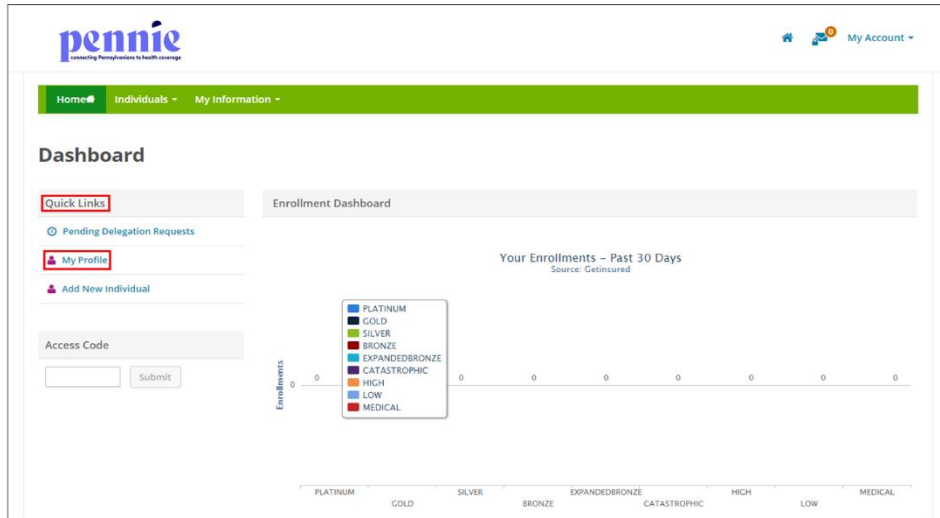 pennie
connecting Pennsylvanians to health coverage
0
My Account
Home
Individuals
My Information
Dashboard
Quick Links
Pending Delegation Requests
My Profile
Add New Individual
Access Code
Submit
Enrollment Dashboard
Your Enrollments – Past 30 Days
Source: Getinsured
PLATINUM
GOLD
SILVER
BRONZE
EXPANDEDBRONZE
CATASTROPHIC
HIGH
LOW
MEDICAL
Enrollments
0
0 0 0 0 0 0 0 0
PLATINUM SILVER EXPANDEDBRONZE HIGH MEDICAL
GOLD BRONZE CATASTROPHIC LOW